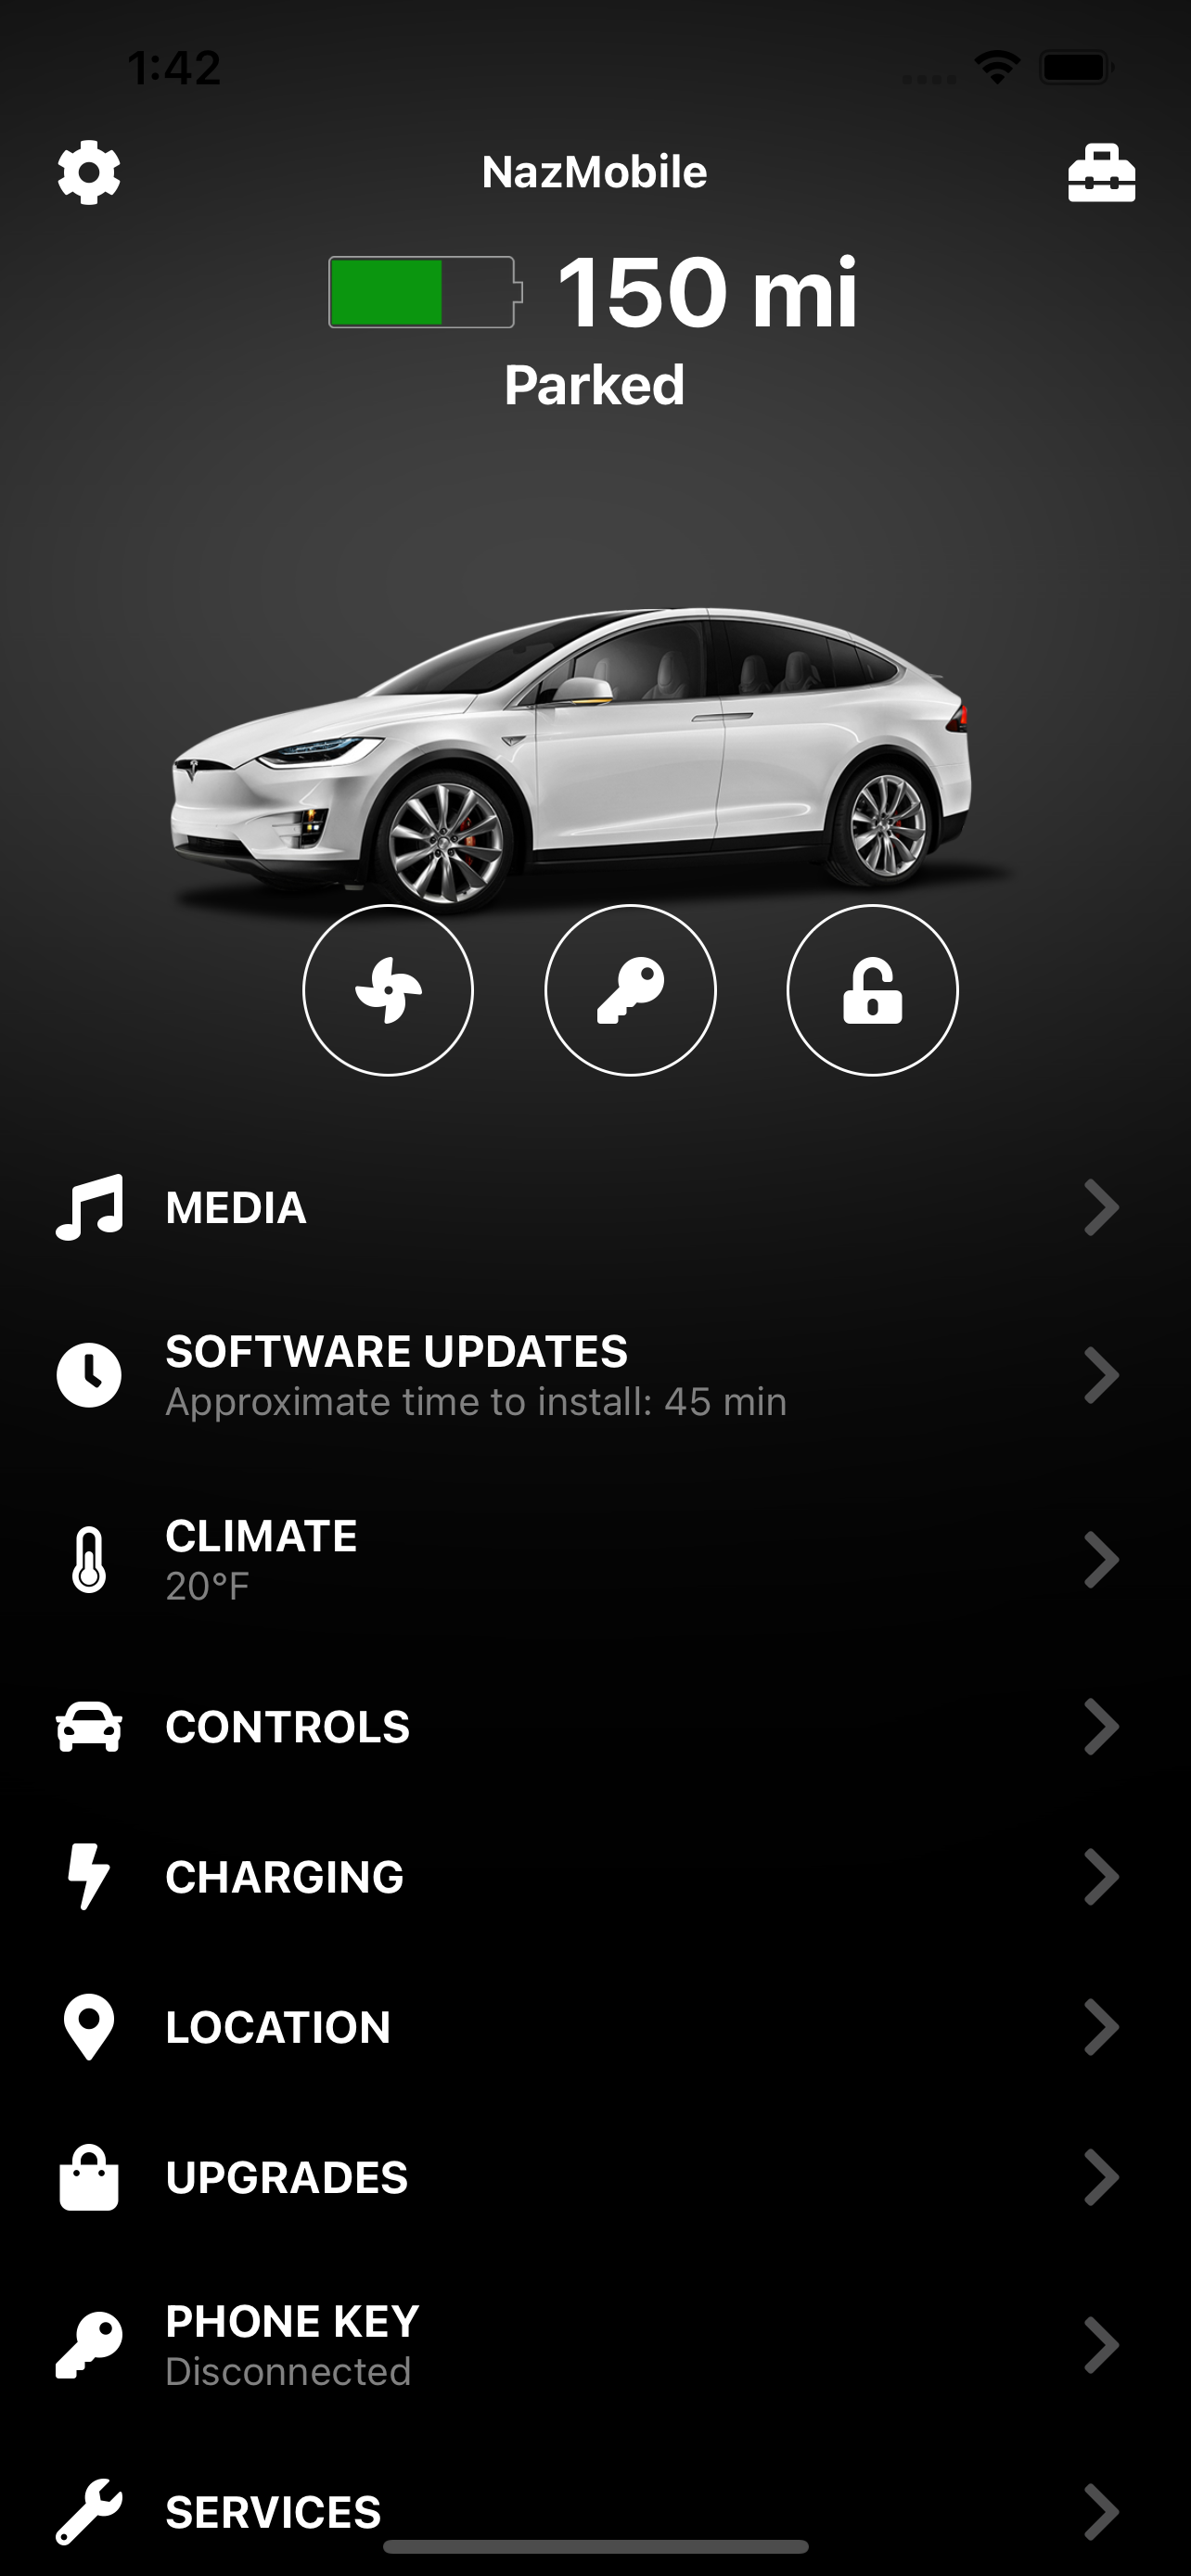 1:42
NazMobile
150 mi
Parked
MEDIA
SOFTWARE UPDATES
Approximate time to install: 45 min
CLIMATE
20°F
CONTROLS
CHARGING
LOCATION
UPGRADES
PHONE KEY
Disconnected
SERVICES